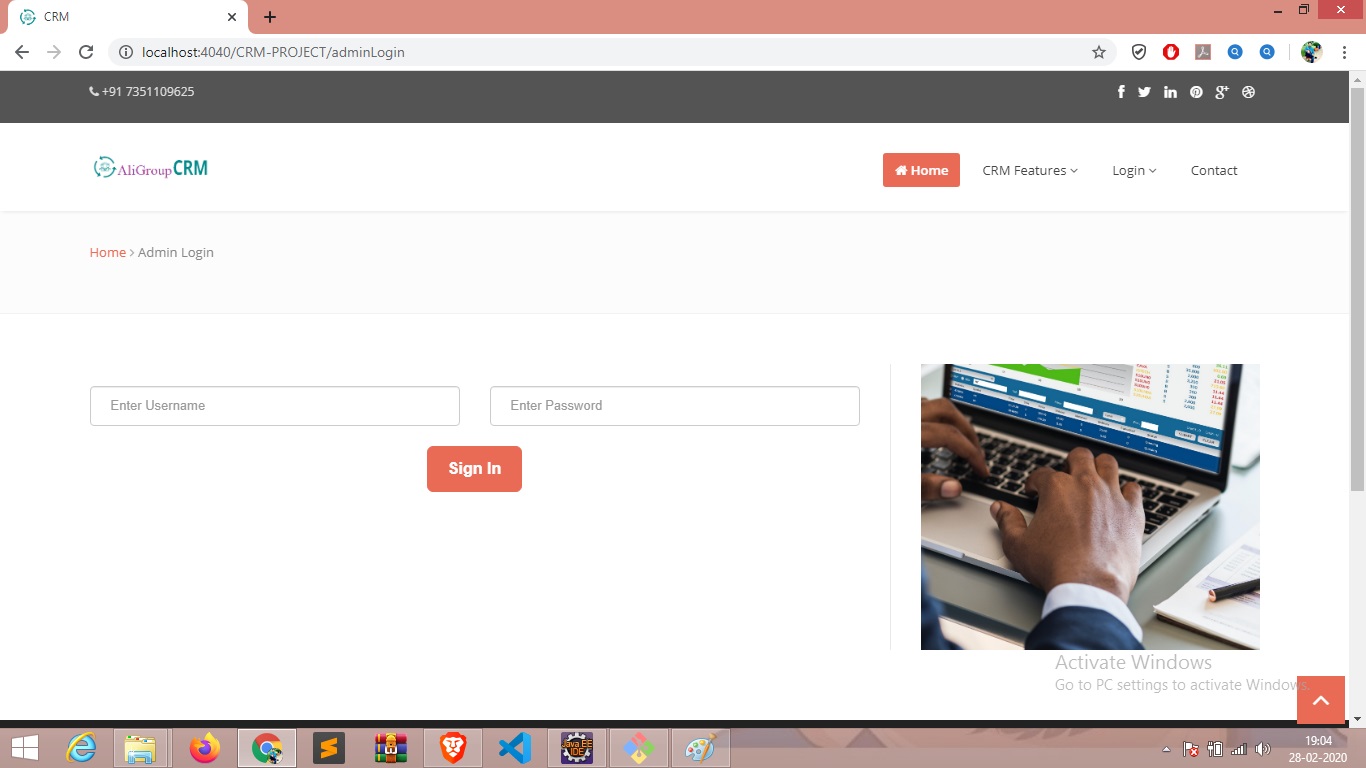 CRM
localhost:4040/CRM-PROJECT/adminLogin
+91 7351109625
AliGroupCRM
Home
CRM Features
Login
Contact
Home > Admin Login
Enter Username
Enter Password
Sign In
Activate Windows
Go to PC settings to activate Windows.
Java EE
IDE
19:04
28-02-2020